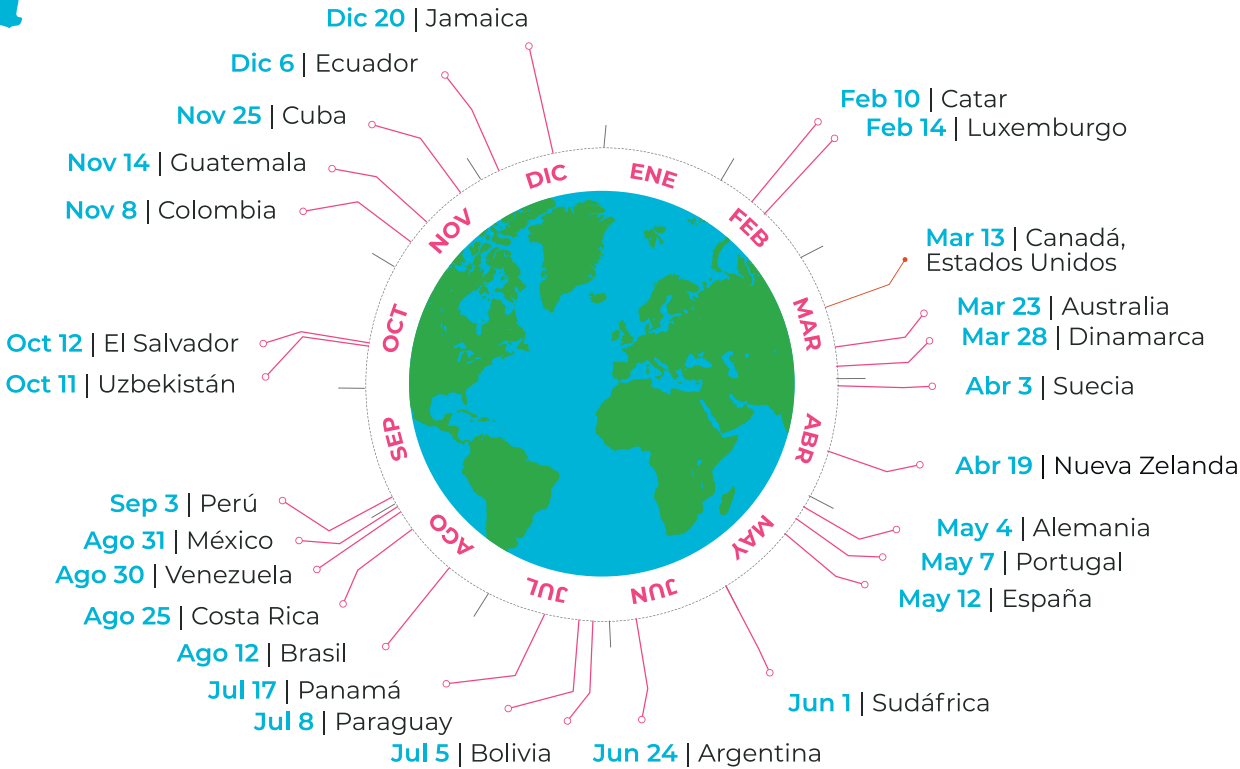 Dic 20 | Jamaica
Dic 6 | Ecuador
Nov 25 | Cuba
Nov 14 | Guatemala
Nov 8 | Colombia
Oct 12 | El Salvador
Oct 11 | Uzbekistán
Sep 3 | Perú
Ago 31 | México
Ago 30 | Venezuela
Ago 25 | Costa Rica
Ago 12 | Brasil
Jul 17 | Panamá
Jul 8 | Paraguay
Jul 5 | Bolivia
Jun 24 | Argentina
Jun 1 | Sudáfrica
May 12 | España
May 7 | Portugal
May 4 | Alemania
Abr 19 | Nueva Zelanda
Abr 3 | Suecia
Mar 28 | Dinamarca
Mar 23 | Australia
Mar 13 | Canadá,
Estados Unidos
Feb 14 | Luxemburgo
Feb 10 | Catar
ENE
FEB
MAR
ABR
MAY
JUN
JUL
AGO
SEP
OCT
NOV
DIC